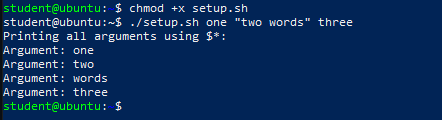 student@ubuntu: $ chmod +x setup.sh
student@ubuntu:~$ ./setup.sh one "two words" three
Printing all arguments using $*:
Argument: one
Argument: two
Argument: words
Argument: three
student@ubuntu: $